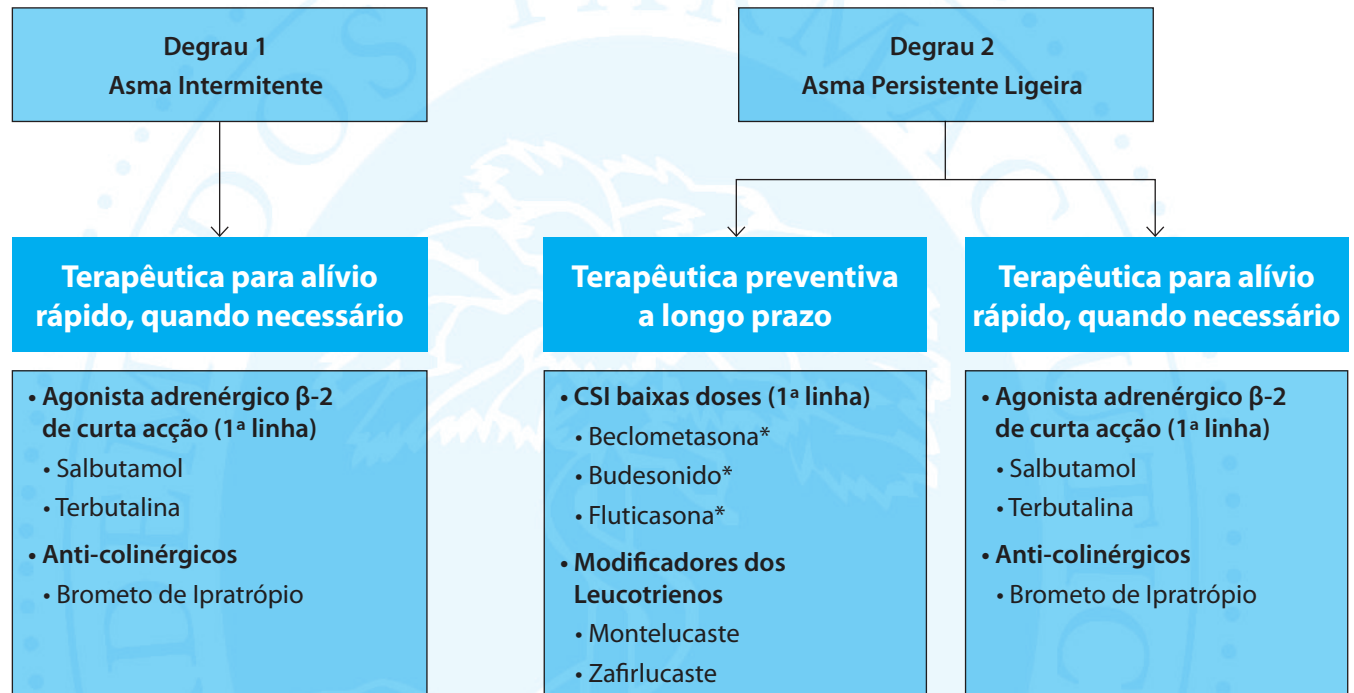 Degrau 1
Asma Intermitente
Degrau 2
Asma Persistente Ligeira
Terapêutica para alívio
rápido, quando necessário
Terapêutica preventiva
a longo prazo
Terapêutica para alívio
rápido, quando necessário
• Agonista adrenérgico β-2
de curta acção (1ª linha)
• Salbutamol
• Terbutalina
• Anti-colinérgicos
• Brometo de Ipratrópio
• CSI baixas doses (1ª linha)
• Beclometasona*
• Budesonido*
• Fluticasona*
• Modificadores dos
Leucotrienos
• Montelucaste
• Zafirlucaste
• Agonista adrenérgico β-2
de curta acção (1ª linha)
• Salbutamol
• Terbutalina
• Anti-colinérgicos
• Brometo de Ipratrópio